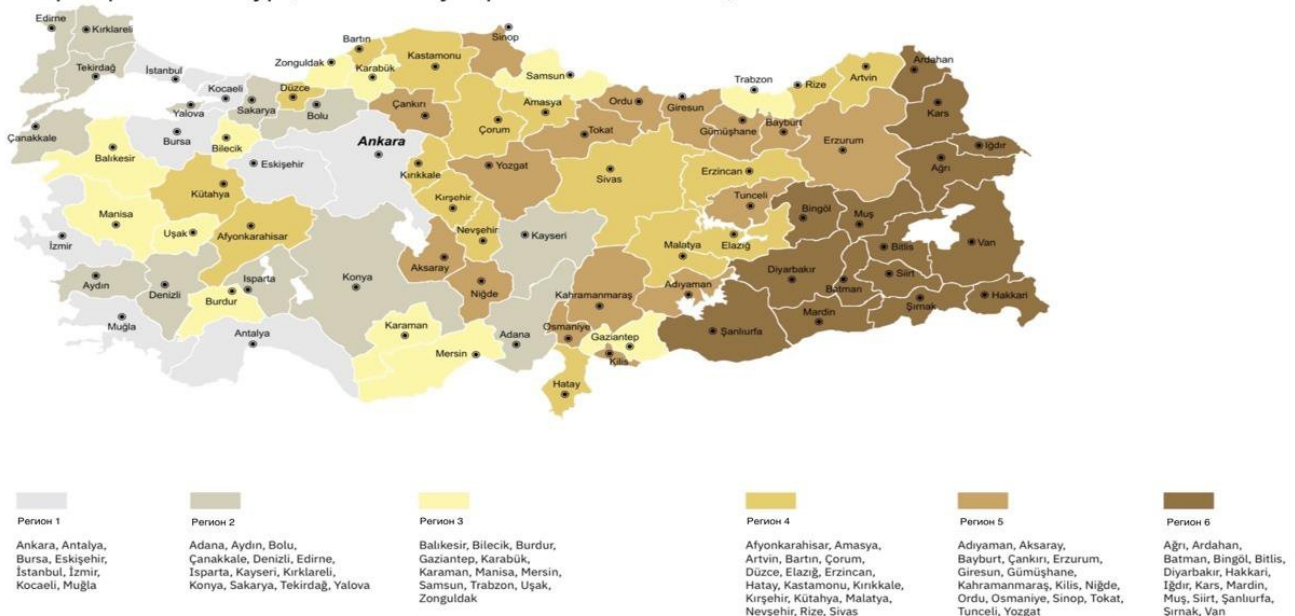 Edirne
Kırklareli
Tekirdağ
İstanbul
Kocaeli
Yalova
Sakarya
Düzce
Bolu
Zonguldak
Bartın
Karabük
Kastamonu
Sinop
Samsun
Çankırı
Çorum
Amasya
Tokat
Ordu
Giresun
Trabzon
Gümüşhane
Bayburt
Rize
Artvin
Ardahan
Kars
Iğdır
Ağrı
Erzurum
Erzincan
Çanakkale
Balıkesir
Bursa
Bilecik
Eskişehir
Ankara
Kırıkkale
Yozgat
Sivas
Tunceli
Bingöl
Muş
Bitlis
Van
Kütahya
Manisa
Uşak
Afyonkarahisar
Kırşehir
Nevşehir
Kayseri
Malatya
Elazığ
Diyarbakır
Batman
Siirt
Şırnak
Hakkari
İzmir
Aydın
Denizli
Burdur
Isparta
Konya
Aksaray
Niğde
Kahramanmaraş
Adıyaman
Şanlıurfa
Mardin
Muğla
Antalya
Karaman
Mersin
Adana
Osmaniye
Gaziantep
Kilis
Hatay
Регион 1
Ankara, Antalya,
Bursa, Eskişehir,
İstanbul, İzmir,
Kocaeli, Muğla
Регион 2
Adana, Aydın, Bolu,
Çanakkale, Denizli, Edirne,
Isparta, Kayseri, Kırklareli,
Konya, Sakarya, Tekirdağ, Yalova
Регион 3
Balıkesir, Bilecik, Burdur,
Gaziantep, Karabük,
Karaman, Manisa, Mersin,
Samsun, Trabzon, Uşak,
Zonguldak
Регион 4
Afyonkarahisar, Amasya,
Artvin, Bartın, Çorum,
Düzce, Elazığ, Erzincan,
Hatay, Kastamonu, Kırıkkale,
Kırşehir, Kütahya, Malatya,
Nevşehir, Rize, Sivas
Регион 5
Adıyaman, Aksaray,
Bayburt, Çankırı, Erzurum,
Giresun, Gümüşhane,
Kahramanmaraş, Kilis, Niğde,
Ordu, Osmaniye, Sinop, Tokat,
Tunceli, Yozgat
Регион 6
Ağrı, Ardahan,
Batman, Bingöl, Bitlis,
Diyarbakır, Hakkari,
Iğdır, Kars, Mardin,
Muş, Siirt, Şanlıurfa,
Şırnak, Van